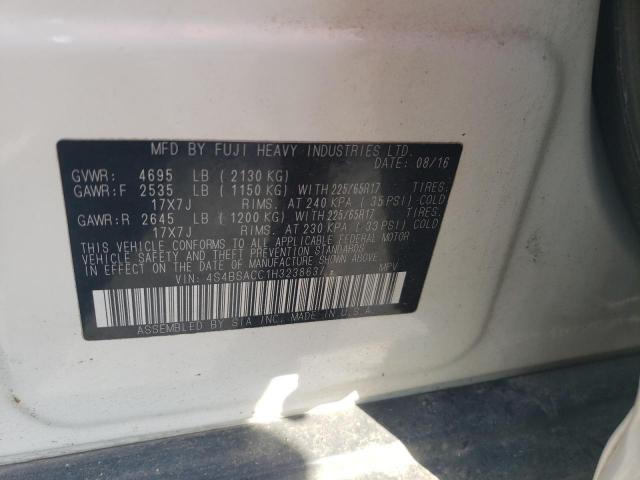 MFD BY FUJI HEAVY INDUSTRIES LTD.
DATE: 08/16
GVWR: 4695 LB (2130 KG)
GAWR:F 2535 LB (1150 KG) WITH 225/65R17 TIRES.
17X7J RIMS. AT 240 KPA (35 PSI) COLD
GAWR:R 2645 LB (1200 KG) WITH 225/65R17 TIRES.
17X7J RIMS. AT 230 KPA (33 PSI) COLD
THIS VEHICLE CONFORMS TO ALL APPLICABLE FEDERAL MOTOR
VEHICLE SAFETY AND THEFT PREVENTION STANDARDS
IN EFFECT ON THE DATE OF MANUFACTURE SHOWN ABOVE.
VIN: 4S4BSACC1H3238637 MPV
ASSEMBLED BY SIA INC. MADE IN U.S.A.